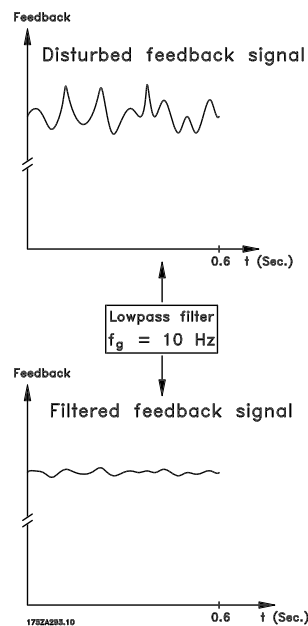 Feedback
Disturbed feedback signal
0.6 t (Sec.)
Lowpass filter
fg = 10 Hz
Feedback
Filtered feedback signal
0.6 t (Sec.)
175ZA293.10